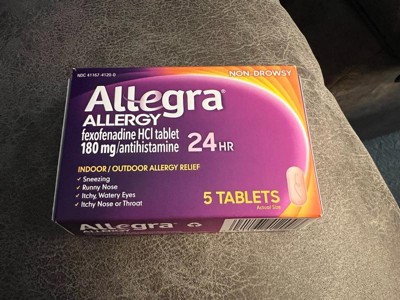 NDC 41167-4120-0
NON-DROWSY
Allegra®
ALLERGY
fexofenadine HCl tablet
180 mg/antihistamine
24 HR
INDOOR / OUTDOOR ALLERGY RELIEF
✓ Sneezing
✓ Runny Nose
✓ Itchy, Watery Eyes
✓ Itchy Nose or Throat
5 TABLETS
Actual Size